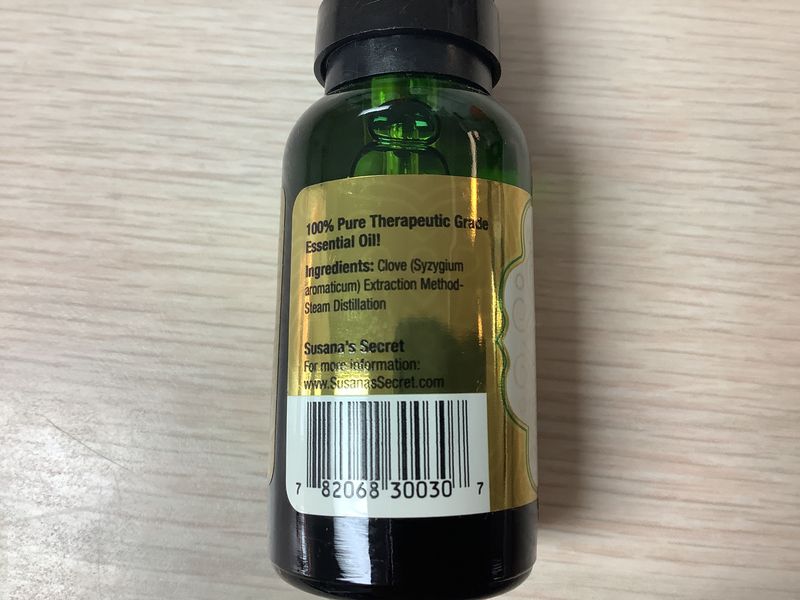 100% Pure Therapeutic Grade
Essential Oil!
Ingredients: Clove (Syzygium
aromaticum) Extraction Method-
Steam Distillation
Susana's Secret
For more information:
www.SusanasSecret.com
7 82068 30030 7